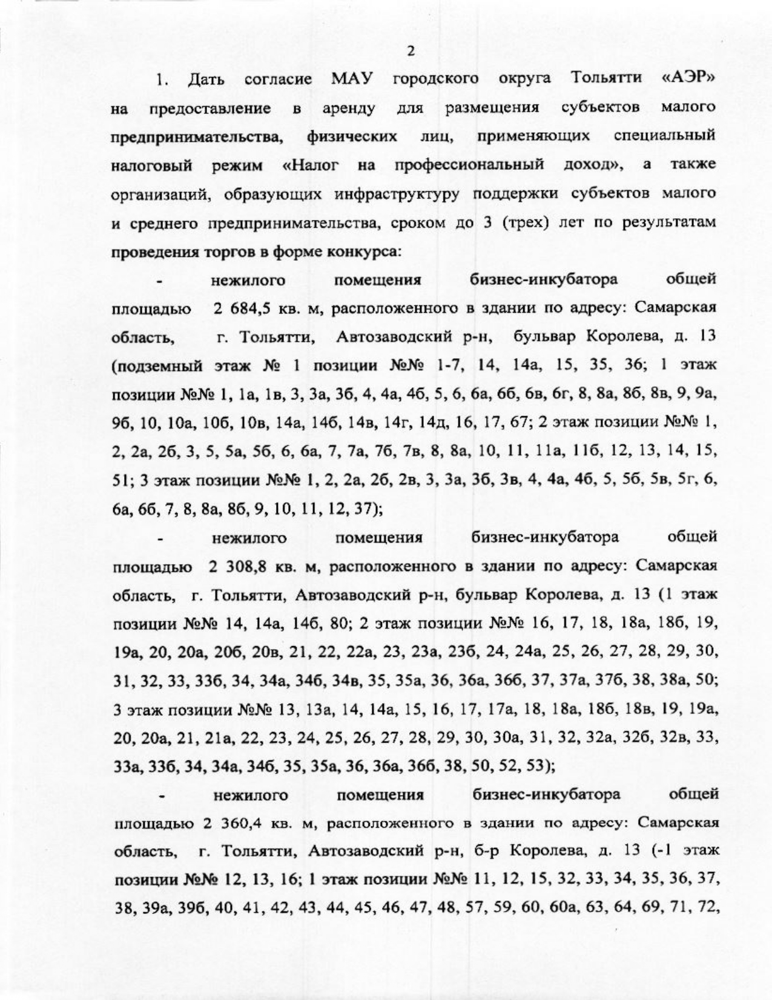 2
1. Дать согласие МАУ городского округа Тольятти «АЭР»
на предоставление в аренду для размещения субъектов малого
предпринимательства, физических лиц, применяющих специальный
налоговый режим «Налог на профессиональный доход», а также
организаций, образующих инфраструктуру поддержки субъектов малого
и среднего предпринимательства, сроком до 3 (трех) лет по результатам
проведения торгов в форме конкурса:
- нежилого помещения бизнес-инкубатора общей
площадью 2 684,5 кв. м, расположенного в здании по адресу: Самарская
область, г. Тольятти, Автозаводский р-н, бульвар Королева, д. 13
(подземный этаж № 1 позиции №№ 1-7, 14, 14а, 15, 35, 36; 1 этаж
позиции №№ 1, 1а, 1в, 3, 3а, 3б, 4, 4а, 4б, 5, 6, 6а, 6б, 6в, 6г, 8, 8а, 8б, 8в, 9, 9а,
9б, 10, 10а, 10б, 10в, 14а, 14б, 14в, 14г, 14д, 16, 17, 67; 2 этаж позиции №№ 1,
2, 2а, 2б, 3, 5, 5а, 5б, 6, 6а, 7, 7а, 7б, 7в, 8, 8а, 10, 11, 11а, 11б, 12, 13, 14, 15,
51; 3 этаж позиции №№ 1, 2, 2а, 2б, 2в, 3, 3а, 3б, 3в, 4, 4а, 4б, 5, 5б, 5в, 5г, 6,
6а, 6б, 7, 8, 8а, 8б, 9, 10, 11, 12, 37);
- нежилого помещения бизнес-инкубатора общей
площадью 2 308,8 кв. м, расположенного в здании по адресу: Самарская
область, г. Тольятти, Автозаводский р-н, бульвар Королева, д. 13 (1 этаж
позиции №№ 14, 14а, 14б, 80; 2 этаж позиции №№ 16, 17, 18, 18а, 18б, 19,
19а, 20, 20а, 20б, 20в, 21, 22, 22а, 23, 23а, 23б, 24, 24а, 25, 26, 27, 28, 29, 30,
31, 32, 33, 33б, 34, 34а, 34б, 34в, 35, 35а, 36, 36а, 36б, 37, 37а, 37б, 38, 38а, 50;
3 этаж позиции №№ 13, 13а, 14, 14а, 15, 16, 17, 17а, 18, 18а, 18б, 18в, 19, 19а,
20, 20а, 21, 21а, 22, 23, 24, 25, 26, 27, 28, 29, 30, 30а, 31, 32, 32а, 32б, 32в, 33,
33а, 33б, 34, 34а, 34б, 35, 35а, 36, 36а, 36б, 38, 50, 52, 53);
- нежилого помещения бизнес-инкубатора общей
площадью 2 360,4 кв. м, расположенного в здании по адресу: Самарская
область, г. Тольятти, Автозаводский р-н, б-р Королева, д. 13 (-1 этаж
позиции №№ 12, 13, 16; 1 этаж позиции №№ 11, 12, 15, 32, 33, 34, 35, 36, 37,
38, 39а, 39б, 40, 41, 42, 43, 44, 45, 46, 47, 48, 57, 59, 60, 60а, 63, 64, 69, 71, 72,